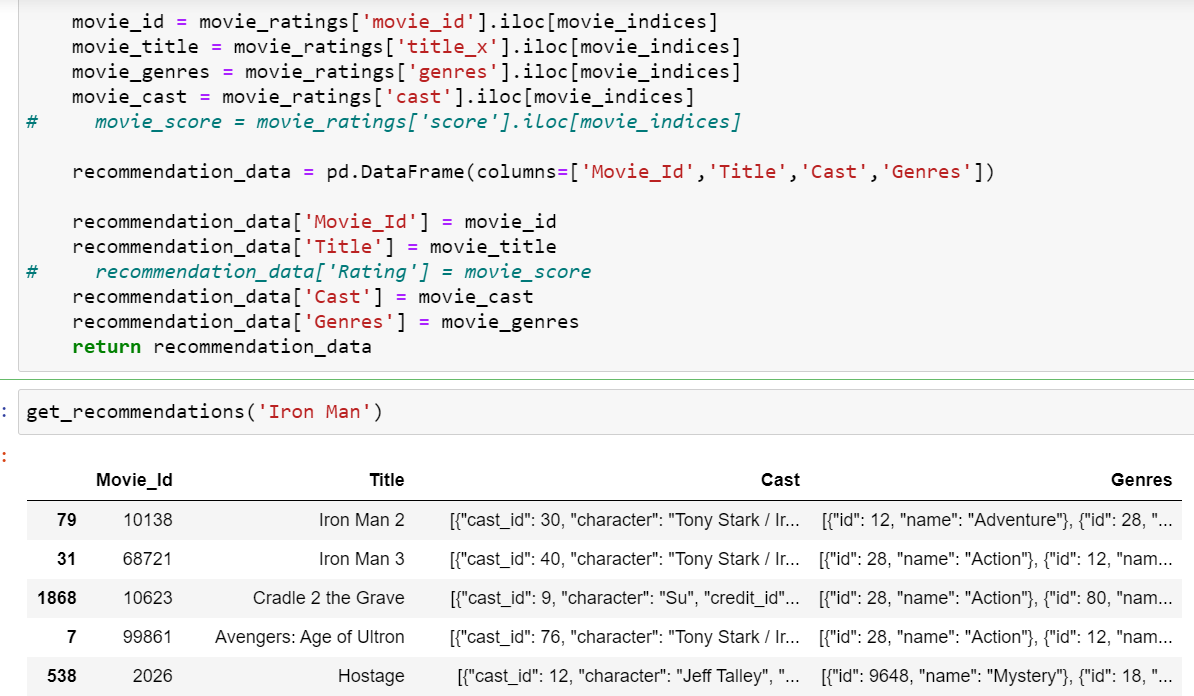 movie_id = movie_ratings['movie_id'].iloc[movie_indices]
movie_title = movie_ratings['title_x'].iloc[movie_indices]
movie_genres = movie_ratings['genres'].iloc[movie_indices]
movie_cast = movie_ratings['cast'].iloc[movie_indices]
#     movie_score = movie_ratings['score'].iloc[movie_indices]
recommendation_data = pd.DataFrame(columns=['Movie_Id','Title','Cast','Genres'])
recommendation_data['Movie_Id'] = movie_id
recommendation_data['Title'] = movie_title
#     recommendation_data['Rating'] = movie_score
recommendation_data['Cast'] = movie_cast
recommendation_data['Genres'] = movie_genres
return recommendation_data
: get_recommendations('Iron Man')
:
Movie_Id Title Cast Genres
79 10138 Iron Man 2 [{"cast_id": 30, "character": "Tony Stark / Ir... [{"id": 12, "name": "Adventure"}, {"id": 28, "...
31 68721 Iron Man 3 [{"cast_id": 40, "character": "Tony Stark / Ir... [{"id": 28, "name": "Action"}, {"id": 12, "nam...
1868 10623 Cradle 2 the Grave [{"cast_id": 9, "character": "Su", "credit_id"... [{"id": 28, "name": "Action"}, {"id": 80, "nam...
7 99861 Avengers: Age of Ultron [{"cast_id": 76, "character": "Tony Stark / Ir... [{"id": 28, "name": "Action"}, {"id": 12, "nam...
538 2026 Hostage [{"cast_id": 12, "character": "Jeff Talley", "... [{"id": 9648, "name": "Mystery"}, {"id": 18, "...